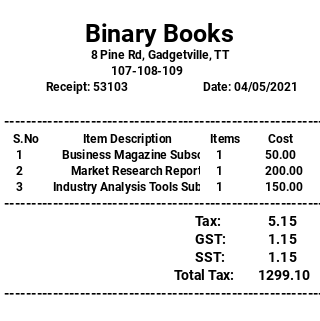 Binary Books
8 Pine Rd, Gadgetville, TT
107-108-109
Receipt: 53103 Date: 04/05/2021
S.No Item Description Items Cost
1 Business Magazine Subsc 1 50.00
2 Market Research Report 1 200.00
3 Industry Analysis Tools Sub 1 150.00
Tax: 5.15
GST: 1.15
SST: 1.15
Total Tax: 1299.10